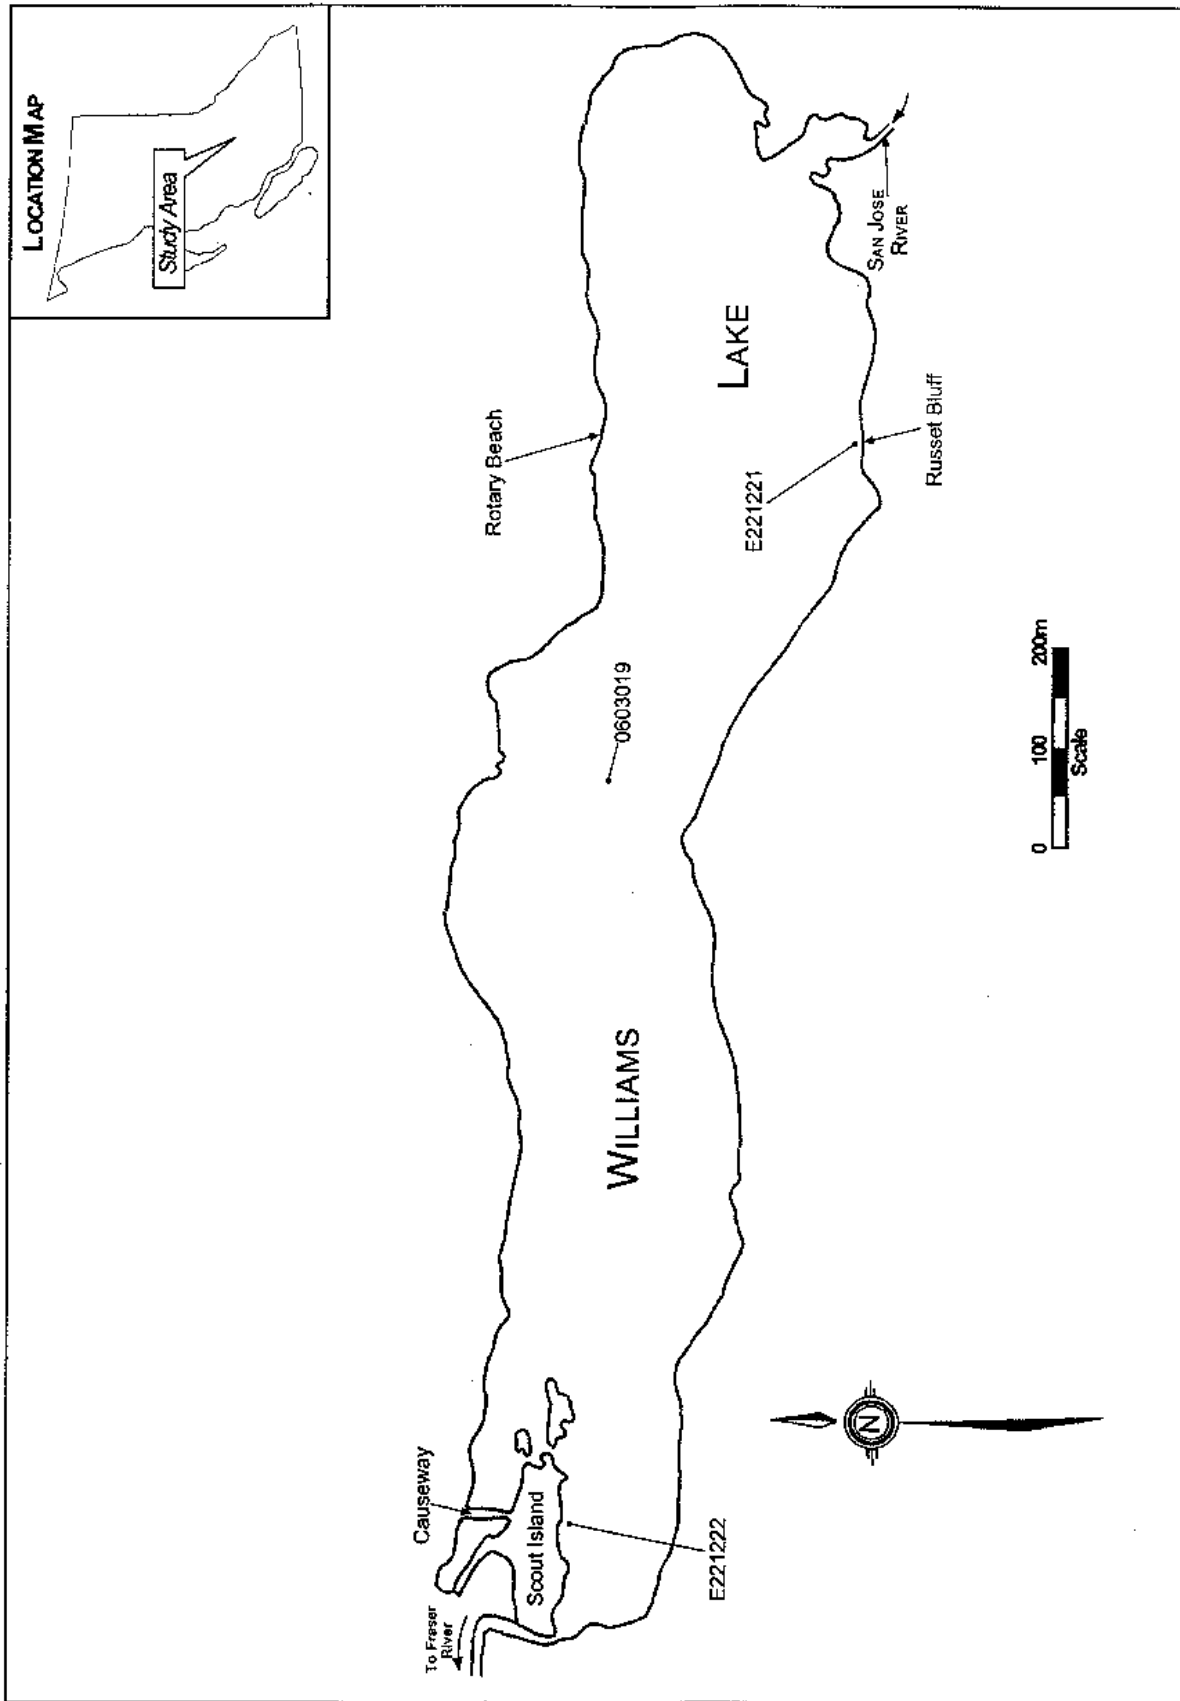 LOCATION MAP
Study Area
To Fraser
River
Causeway
Scout Island
E221222
WILLIAMS
LAKE
0603019
Rotary Beach
E221221
Russet Bluff
SAN JOSE
RIVER
N
0 100 200m
Scale